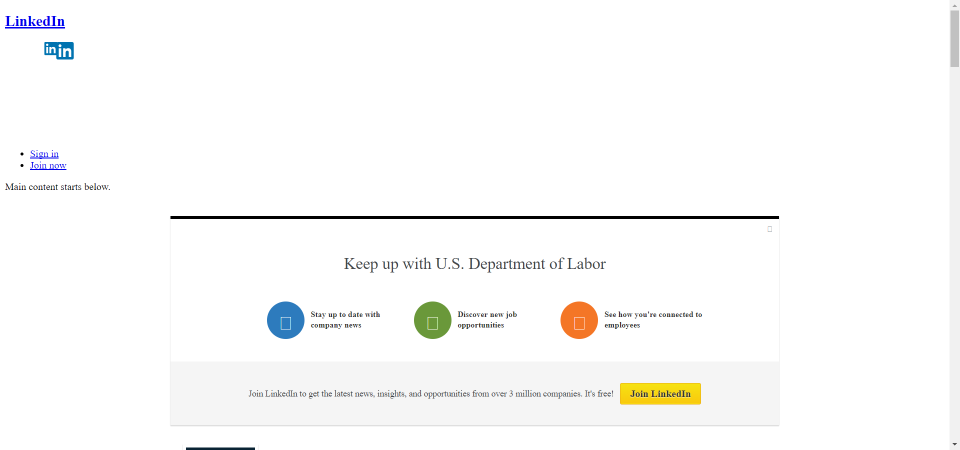 LinkedIn
in in
Sign in
Join now
Main content starts below.
Keep up with U.S. Department of Labor
Stay up to date with
company news
Discover new job
opportunities
See how you're connected to
employees
Join LinkedIn to get the latest news, insights, and opportunities from over 3 million companies. It's free!
Join LinkedIn